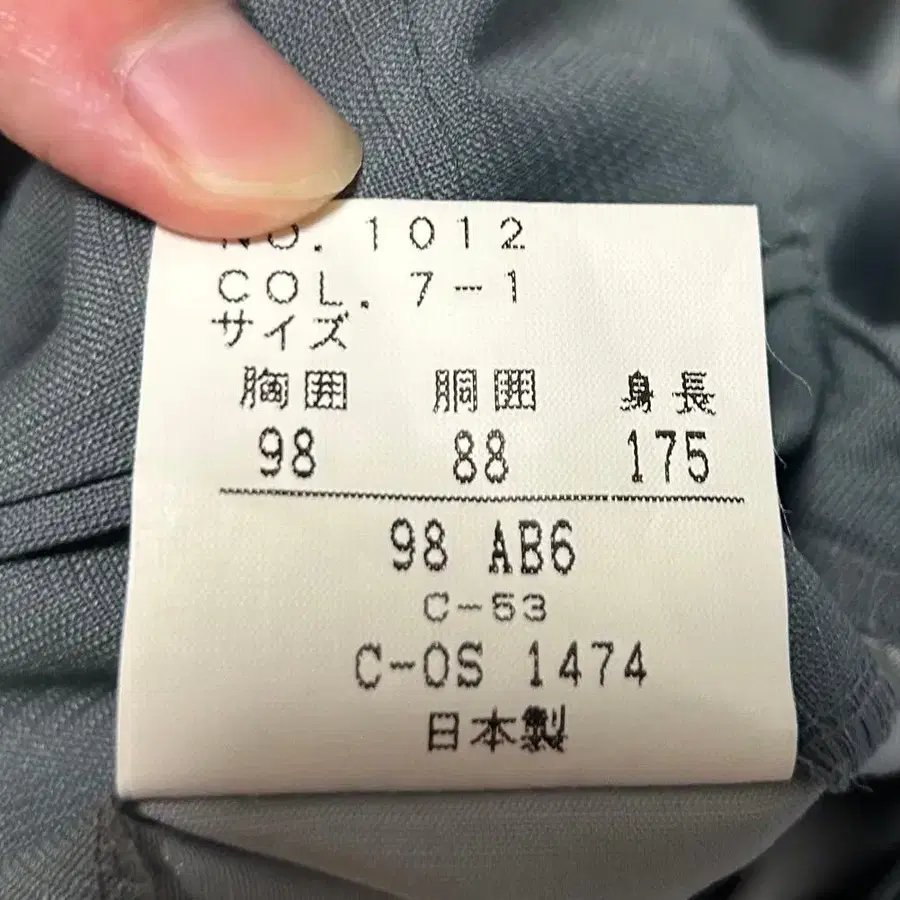 NO. 1012
COL. 7-1
サイズ
胸囲 胴囲 身長
98 88 175
98 AB6
C-53
C-OS 1474
日本製